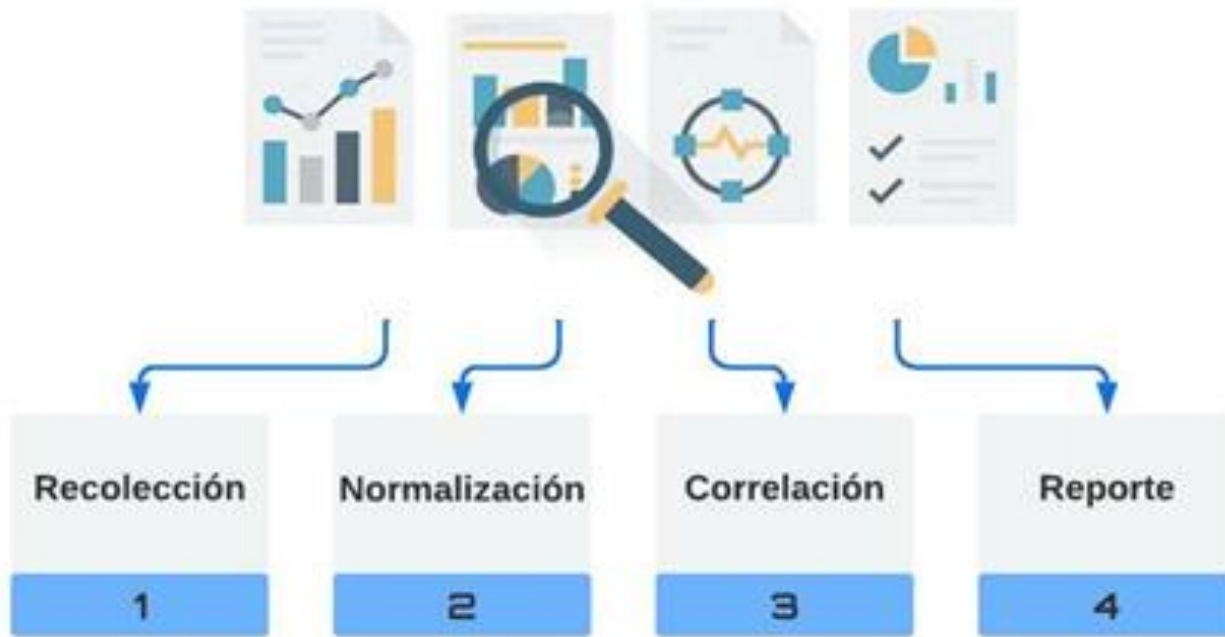 Recolección
Normalización
Correlación
Reporte
1
2
3
4